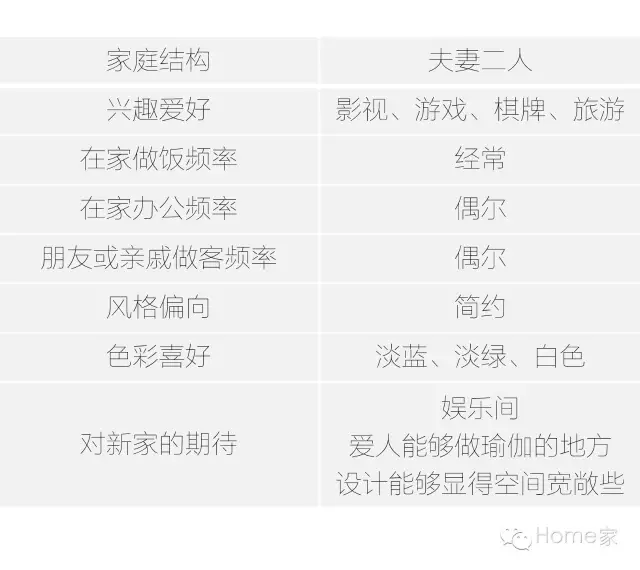 家庭结构 夫妻二人
兴趣爱好 影视、游戏、棋牌、旅游
在家做饭频率 经常
在家办公频率 偶尔
朋友或亲戚做客频率 偶尔
风格偏向 简约
色彩喜好 淡蓝、淡绿、白色
对新家的期待 娱乐间
爱人能够做瑜伽的地方
设计能够显得空间宽敞些
Home家